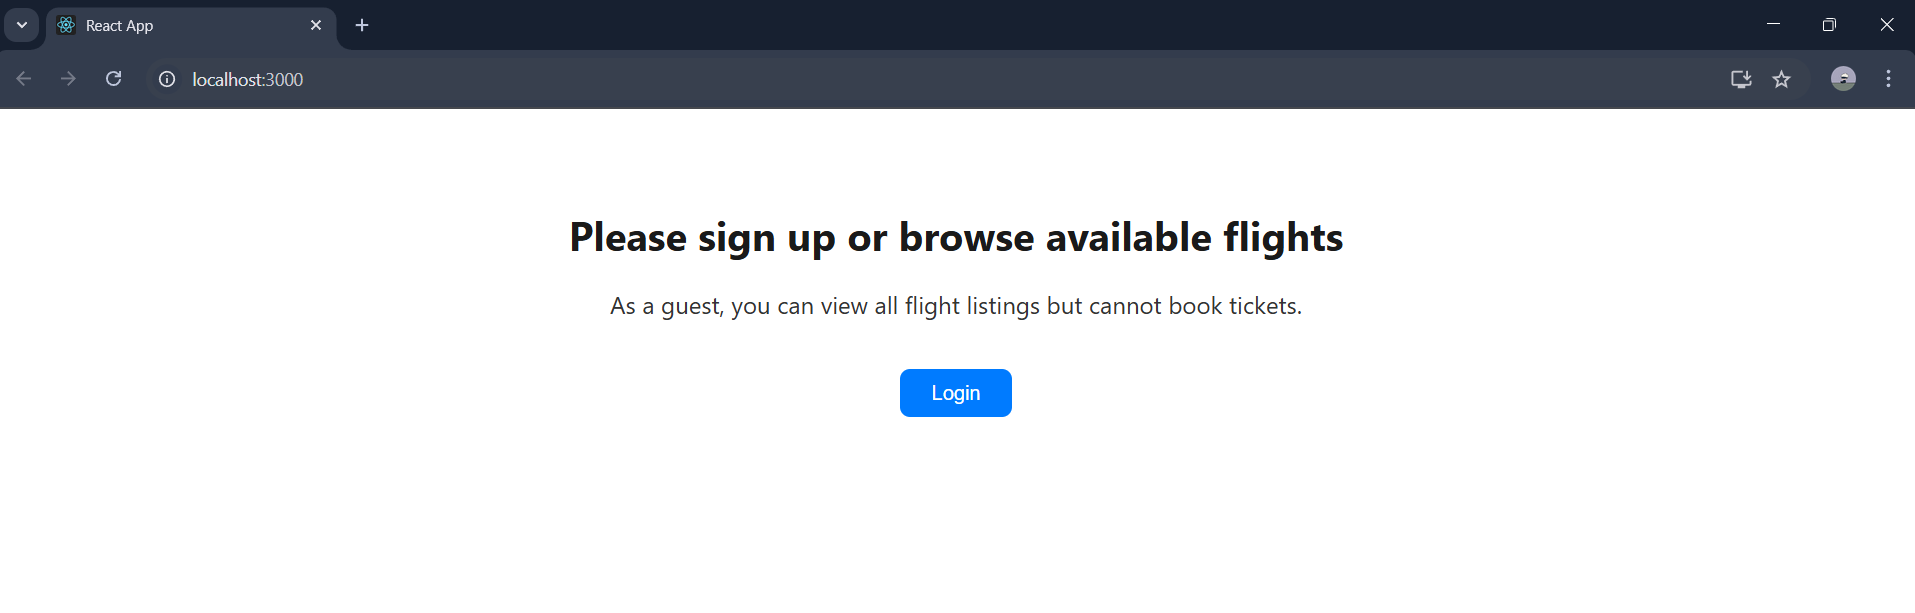 React App
localhost:3000
Please sign up or browse available flights
As a guest, you can view all flight listings but cannot book tickets.
Login